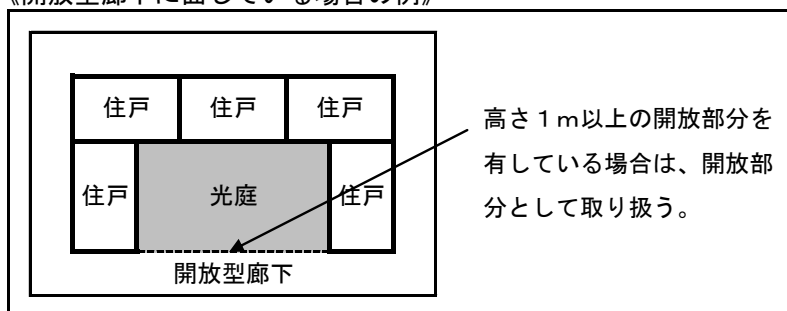 《開放型廊下に面している場合の例》
住戸 住戸 住戸
高さ１ｍ以上の開放部分を
有している場合は、開放部
分として取り扱う。
住戸 光庭 住戸
開放型廊下